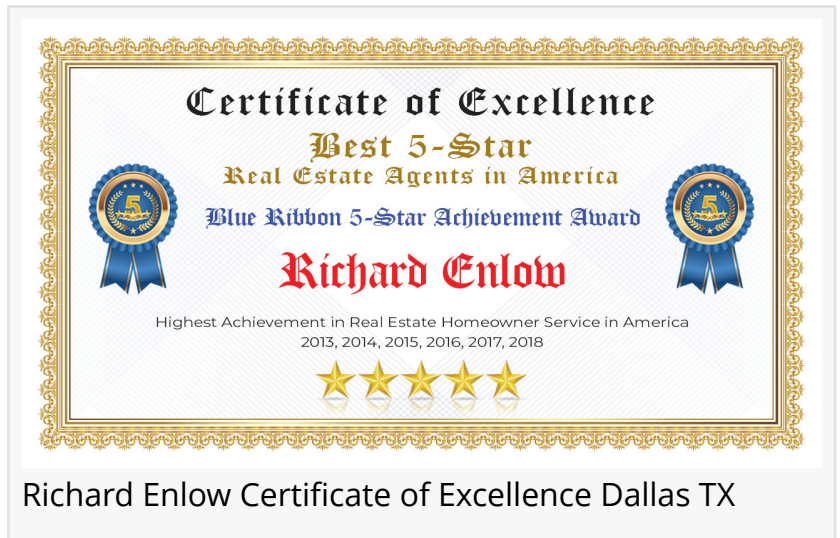 Certificate of Excellence
Best 5-Star
Real Estate Agents in America
Blue Ribbon 5-Star Achievement Award
Richard Enlow
Highest Achievement in Real Estate Homeowner Service in America
2013, 2014, 2015, 2016, 2017, 2018
5
5
Richard Enlow Certificate of Excellence Dallas TX